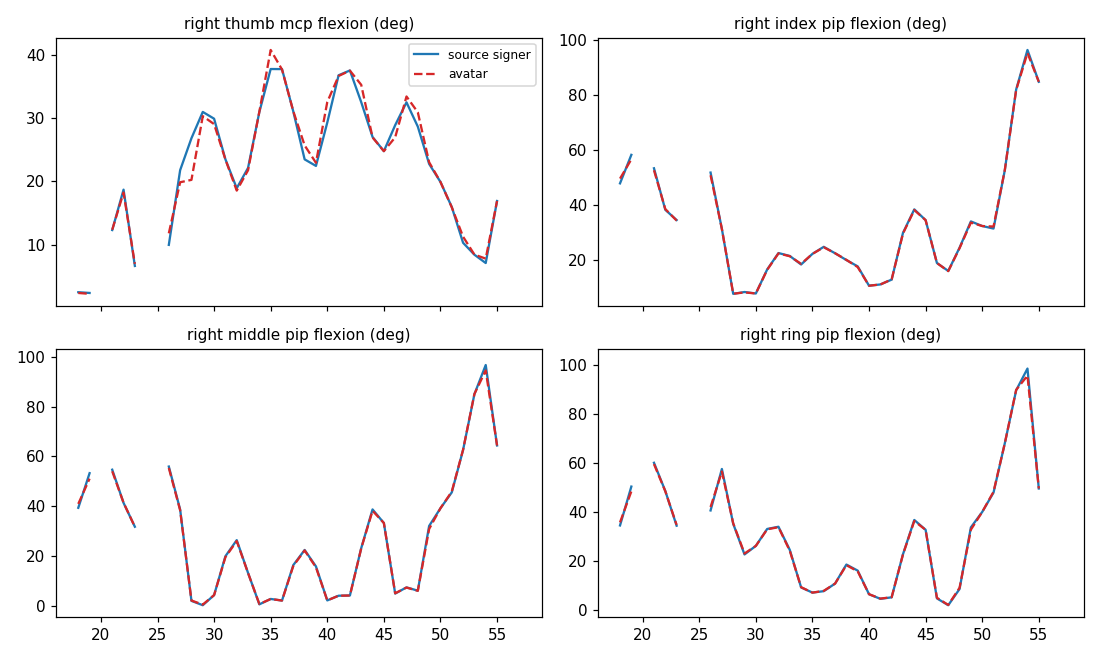 right thumb mcp flexion (deg)
right index pip flexion (deg)
source signer
avatar
40
30
20
10
100
80
60
40
20
right middle pip flexion (deg)
right ring pip flexion (deg)
100
80
60
40
20
0
100
80
60
40
20
0
20 25 30 35 40 45 50 55
20 25 30 35 40 45 50 55